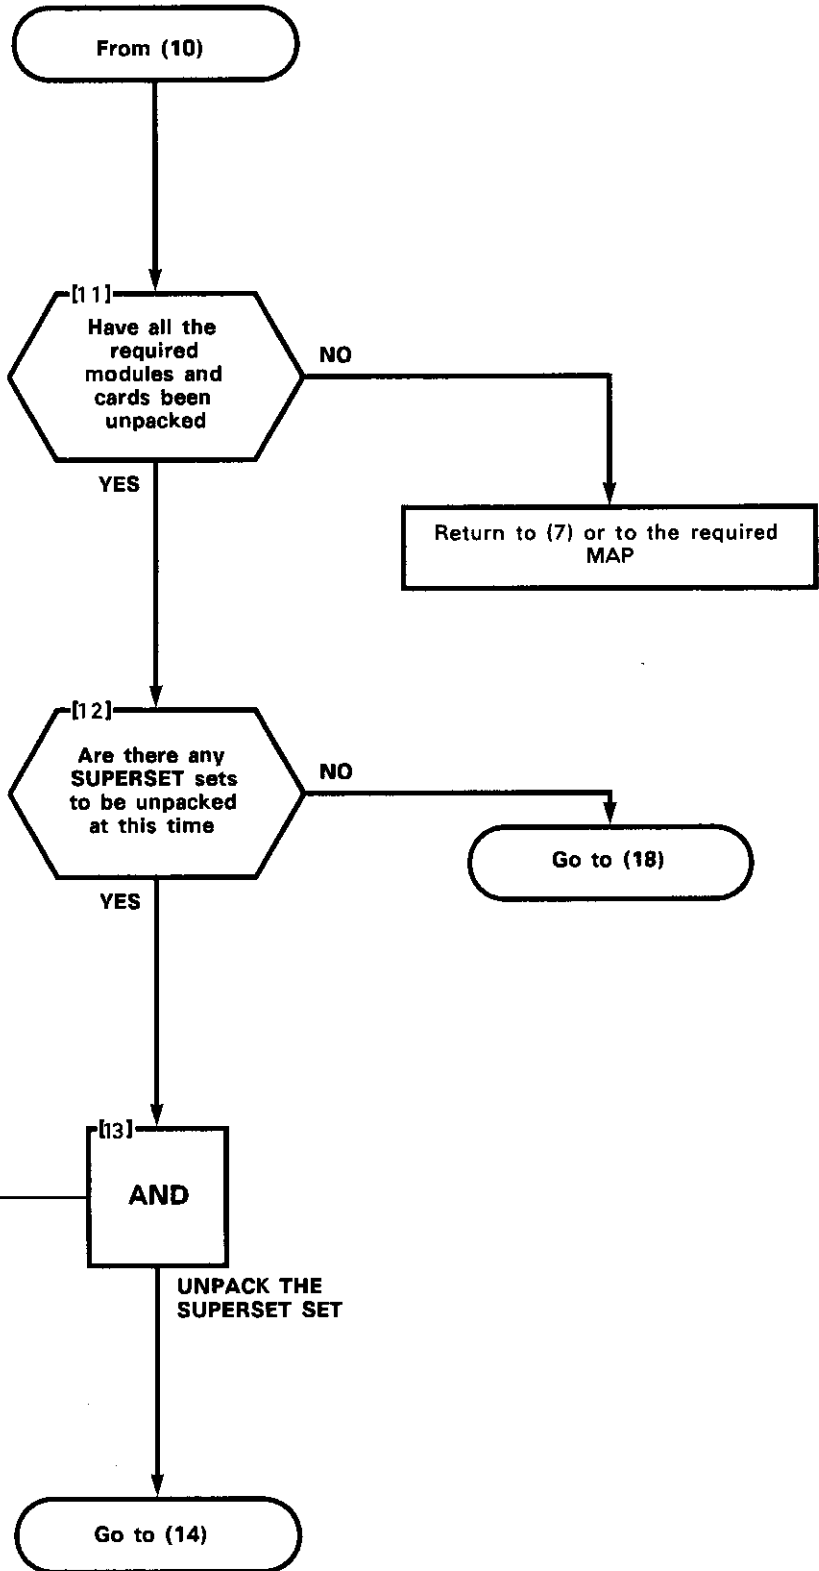 From (10)
[11]
Have all the
required
modules and
cards been
unpacked
NO
YES
Return to (7) or to the required
MAP
[12]
Are there any
SUPERSET sets
to be unpacked
at this time
NO
Go to (18)
YES
[13]
AND
UNPACK THE
SUPERSET SET
Go to (14)